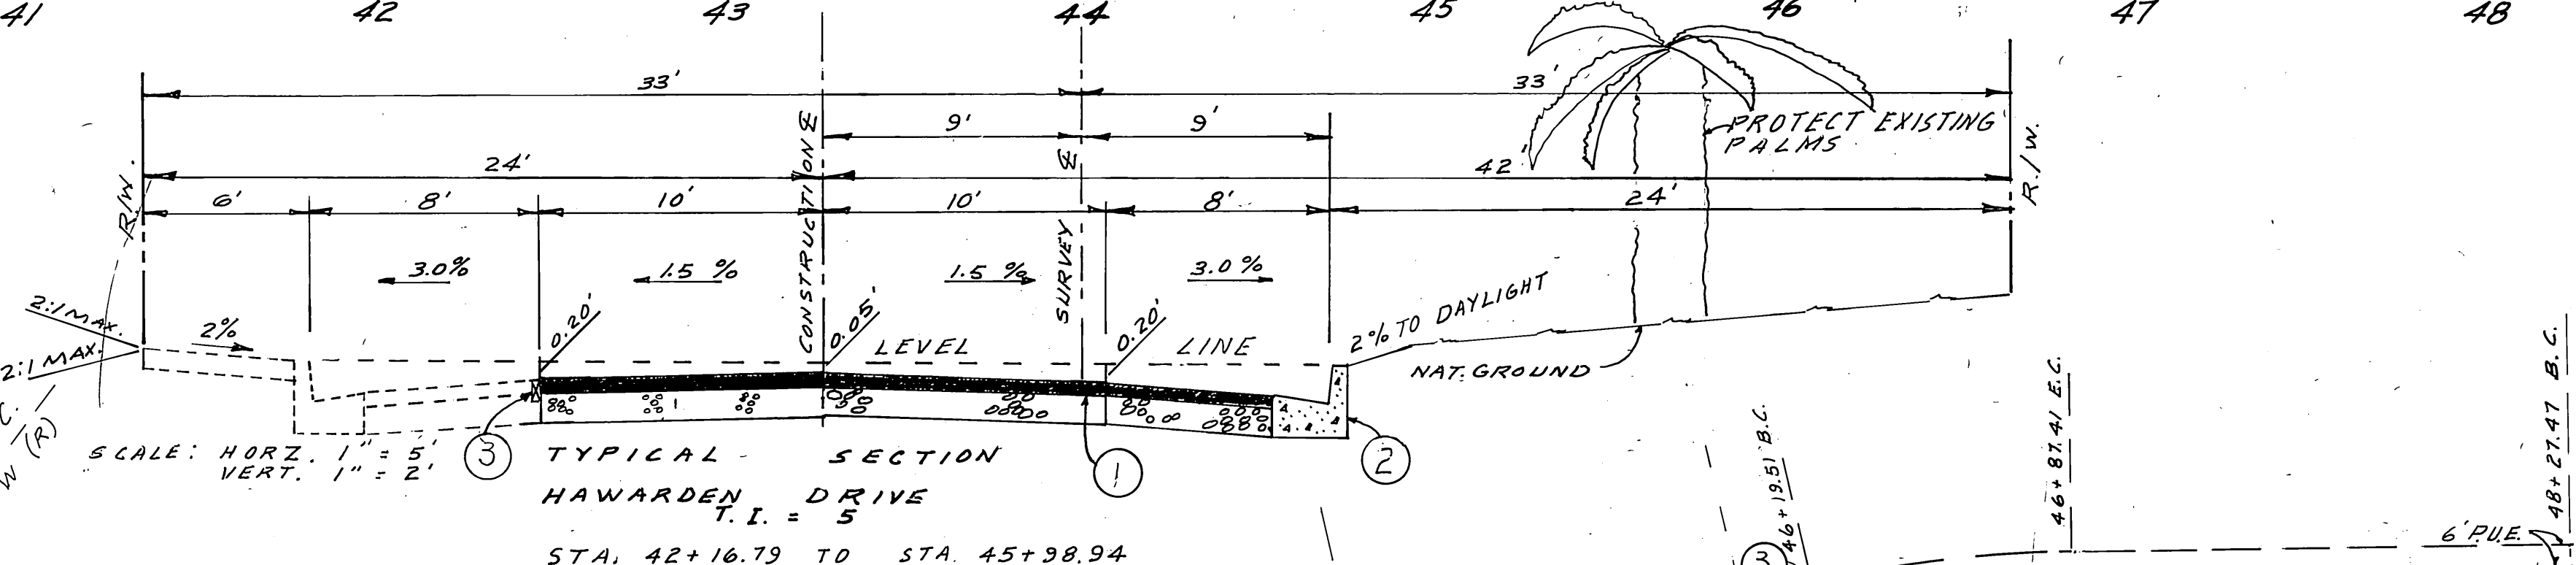 41 42 43 44 45 46 47 48
33' 33'
9' 9'
PROTECT EXISTING
PALMS
24' 42'
6' 8' 10' 10' 8' 24'
R/W.
CONSTRUCTION ℄
SURVEY ℄
R./W.
3.0% 1.5 % 1.5 % 3.0 %
2:1 MAX.
2:1 MAX.
2%
0.20'
0.05'
LEVEL LINE
0.20'
2% TO DAYLIGHT
NAT. GROUND
C.
(R)
W
SCALE: HORZ. 1" = 5'
VERT. 1" = 2'
3
1
2
TYPICAL SECTION
HAWARDEN DRIVE
T. I. = 5
STA. 42+16.79 TO STA. 45+98.94
46+19.51 B.C.
46+87.41 E.C.
48+27.47 B.C.
6' P.U.E.